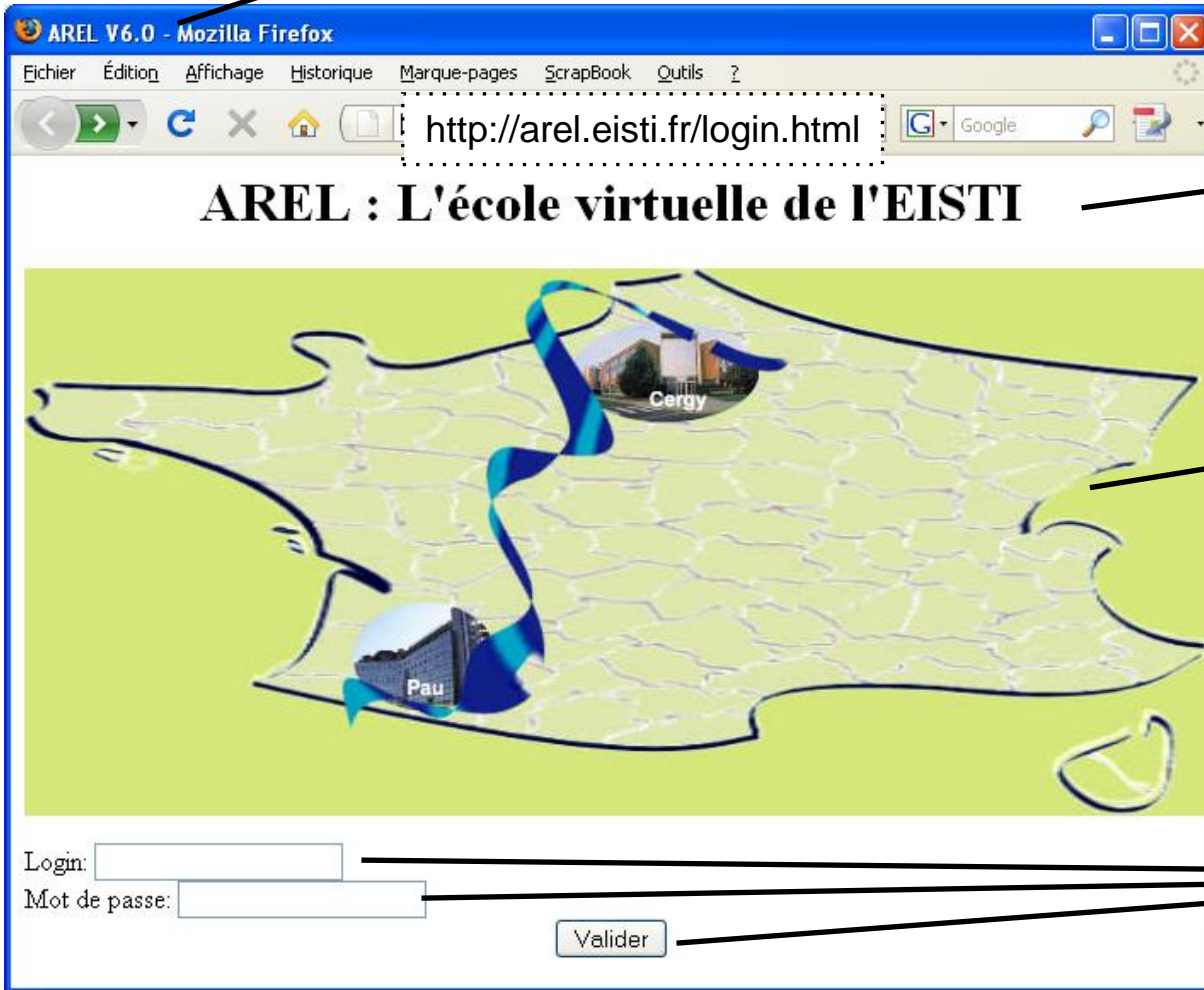 AREL V6.0 - Mozilla Firefox
Fichier Édition Affichage Historique Marque-pages ScrapBook Outils ?
http://arel.eisti.fr/login.html G Google
AREL : L'école virtuelle de l'EISTI
Cergy
Pau
Login:
Mot de passe:
Valider